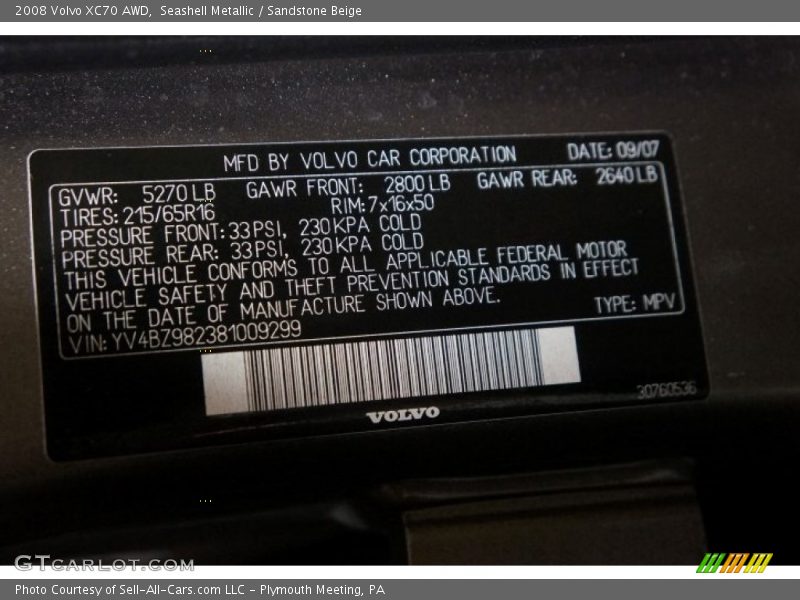 2008 Volvo XC70 AWD, Seashell Metallic / Sandstone Beige
MFD BY VOLVO CAR CORPORATION DATE: 09/07
GVWR: 5270 LB GAWR FRONT: 2800 LB GAWR REAR: 2640 LB
TIRES: 215/65R16 RIM: 7x16x50
PRESSURE FRONT: 33 PSI, 230 KPA COLD
PRESSURE REAR: 33 PSI, 230 KPA COLD
THIS VEHICLE CONFORMS TO ALL APPLICABLE FEDERAL MOTOR
VEHICLE SAFETY AND THEFT PREVENTION STANDARDS IN EFFECT
ON THE DATE OF MANUFACTURE SHOWN ABOVE.
VIN: YV4BZ982381009299 TYPE: MPV
30760536
VOLVO
GTCARLOT.COM
Photo Courtesy of Sell-All-Cars.com LLC - Plymouth Meeting, PA